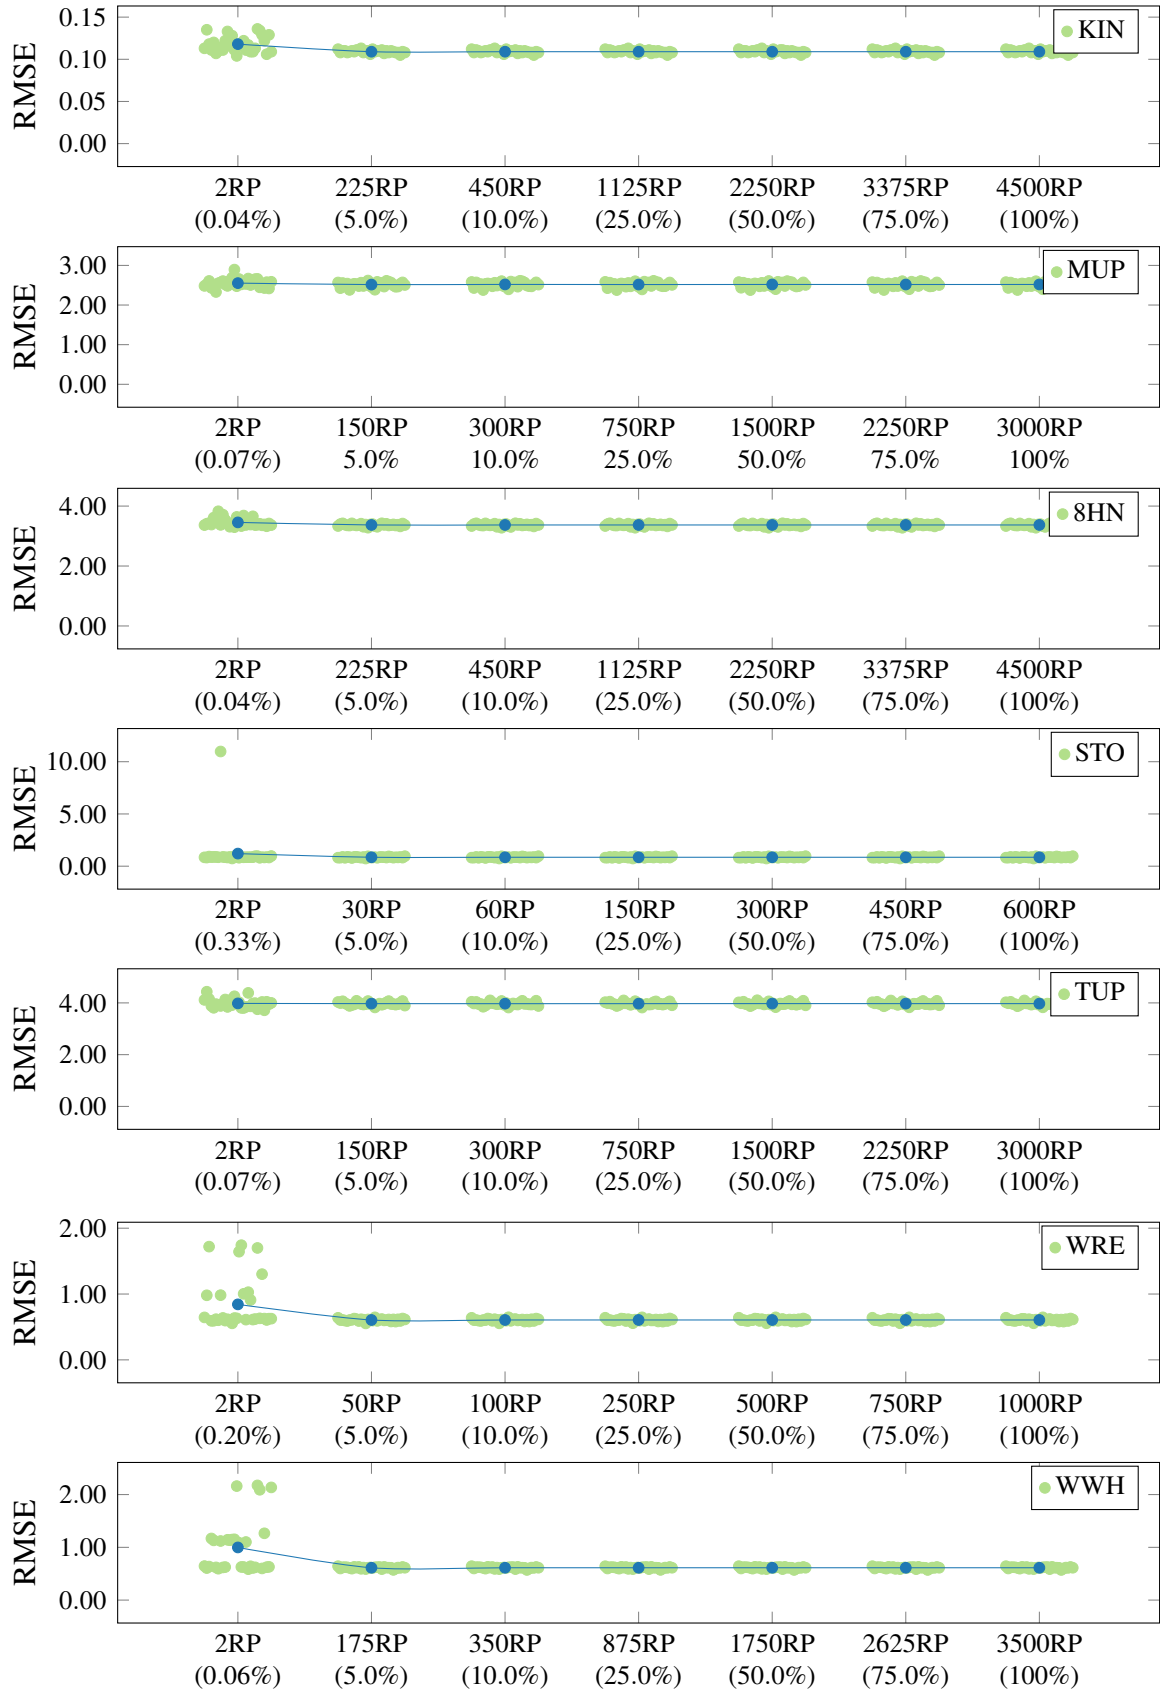 0.15
KIN
0.10
RMSE
0.05
0.00
2RP 225RP 450RP 1125RP 2250RP 3375RP 4500RP
(0.04%) (5.0%) (10.0%) (25.0%) (50.0%) (75.0%) (100%)
3.00
MUP
2.00
RMSE
1.00
0.00
2RP 150RP 300RP 750RP 1500RP 2250RP 3000RP
(0.07%) 5.0% 10.0% 25.0% 50.0% 75.0% 100%
4.00
8HN
RMSE
2.00
0.00
2RP 225RP 450RP 1125RP 2250RP 3375RP 4500RP
(0.04%) (5.0%) (10.0%) (25.0%) (50.0%) (75.0%) (100%)
10.00
STO
RMSE
5.00
0.00
2RP 30RP 60RP 150RP 300RP 450RP 600RP
(0.33%) (5.0%) (10.0%) (25.0%) (50.0%) (75.0%) (100%)
4.00
TUP
RMSE
2.00
0.00
2RP 150RP 300RP 750RP 1500RP 2250RP 3000RP
(0.07%) (5.0%) (10.0%) (25.0%) (50.0%) (75.0%) (100%)
2.00
WRE
RMSE
1.00
0.00
2RP 50RP 100RP 250RP 500RP 750RP 1000RP
(0.20%) (5.0%) (10.0%) (25.0%) (50.0%) (75.0%) (100%)
WWH
2.00
RMSE
1.00
0.00
2RP 175RP 350RP 875RP 1750RP 2625RP 3500RP
(0.06%) (5.0%) (10.0%) (25.0%) (50.0%) (75.0%) (100%)